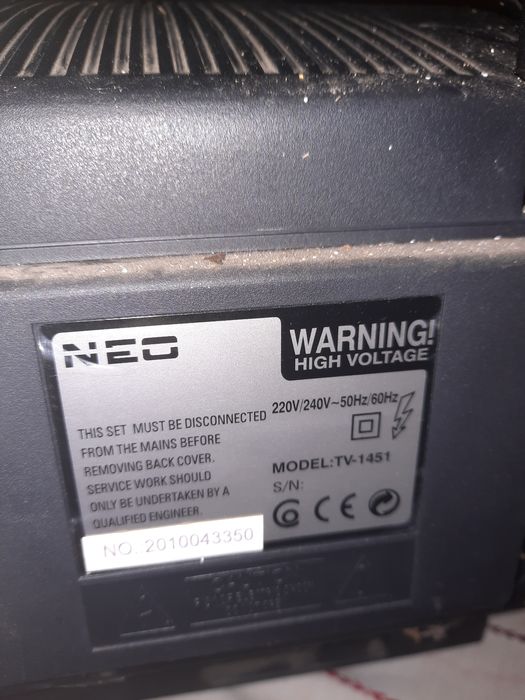 NEO
WARNING!
HIGH VOLTAGE
THIS SET MUST BE DISCONNECTED
FROM THE MAINS BEFORE
REMOVING BACK COVER.
SERVICE WORK SHOULD
ONLY BE UNDERTAKEN BY A
QUALIFIED ENGINEER.
220V/240V~50Hz/60Hz
MODEL:TV-1451
S/N:
CE
NO. 2010043350